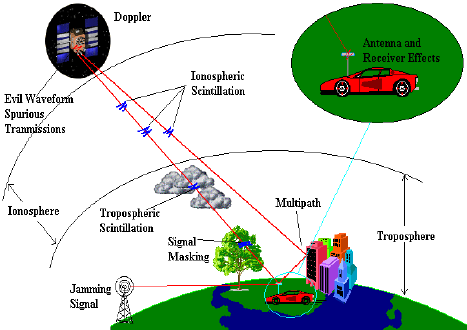 Doppler
Antenna and
Receiver Effects
Ionospheric
Scintillation
Evil Waveform
Spurious
Tranmissions
Ionosphere
Tropospheric
Scintillation
Multipath
Troposphere
Signal
Masking
Jamming
Signal